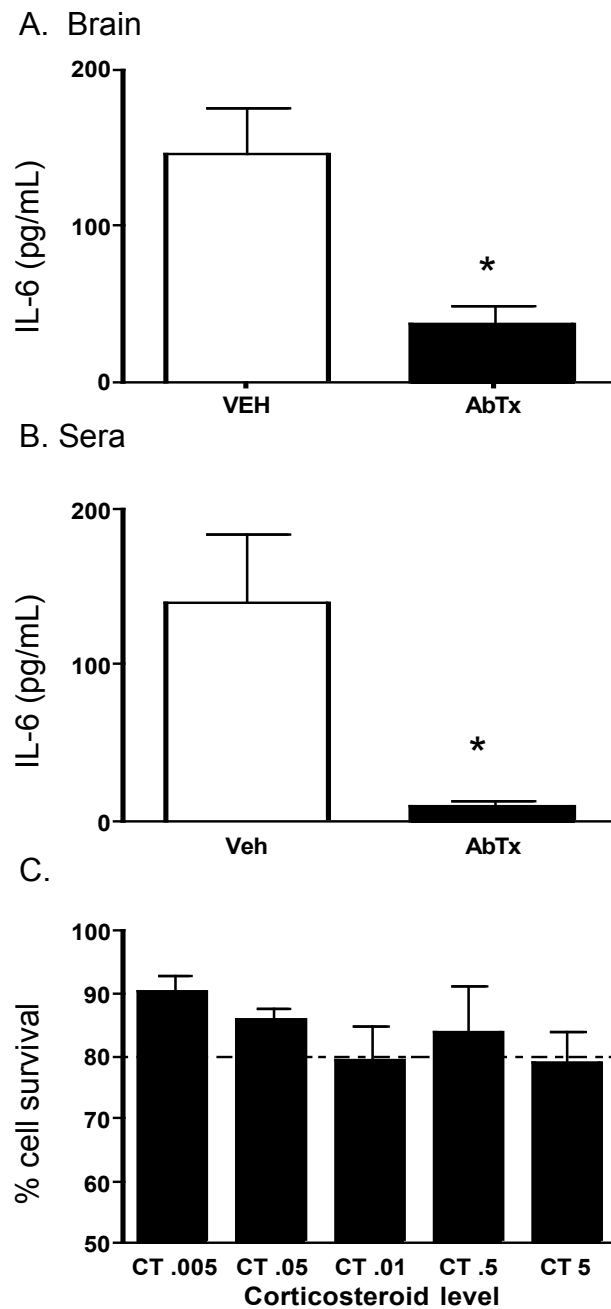 A. Brain
IL-6 (pg/mL)
200
100
0
*
VEH AbTx
B. Sera
IL-6 (pg/mL)
200
100
0
*
Veh AbTx
C.
% cell survival
100
90
80
70
60
50
CT .005 CT .05 CT .01 CT .5 CT 5
Corticosteroid level